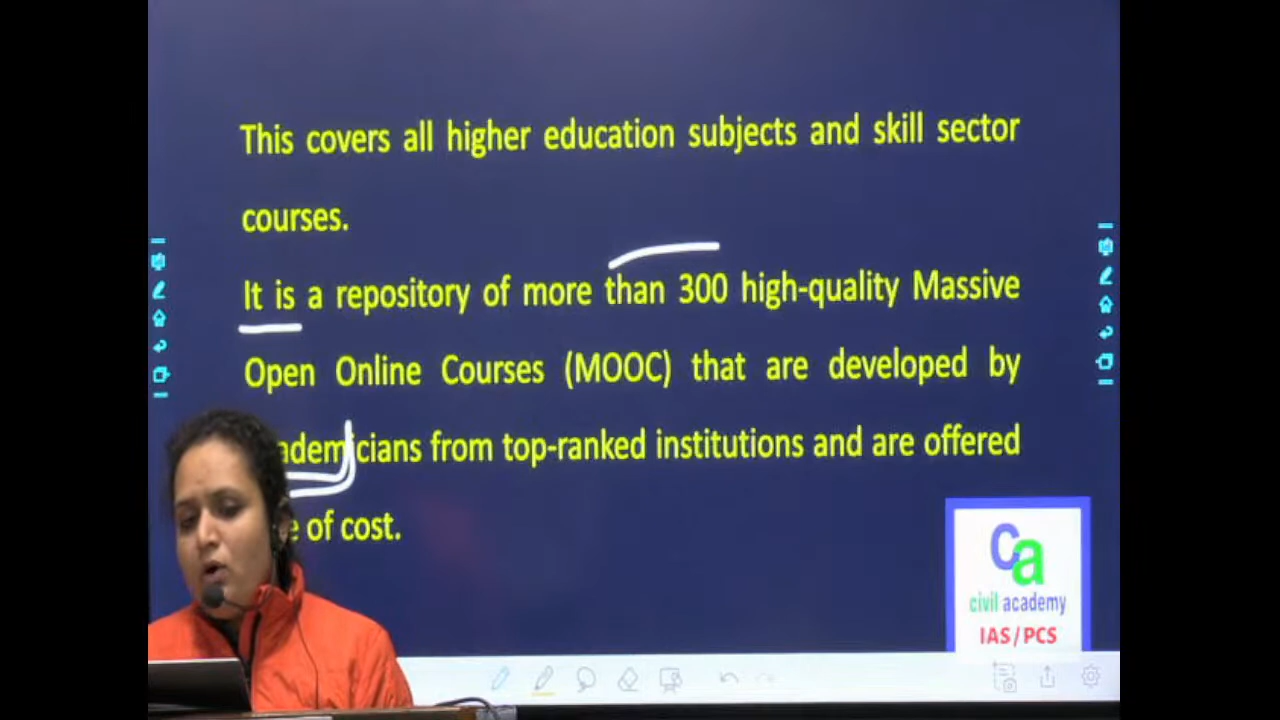 This covers all higher education subjects and skill sector
courses.
It is a repository of more than 300 high-quality Massive
Open Online Courses (MOOC) that are developed by
ademicians from top-ranked institutions and are offered
e of cost.
Ca
civil academy
IAS/PCS